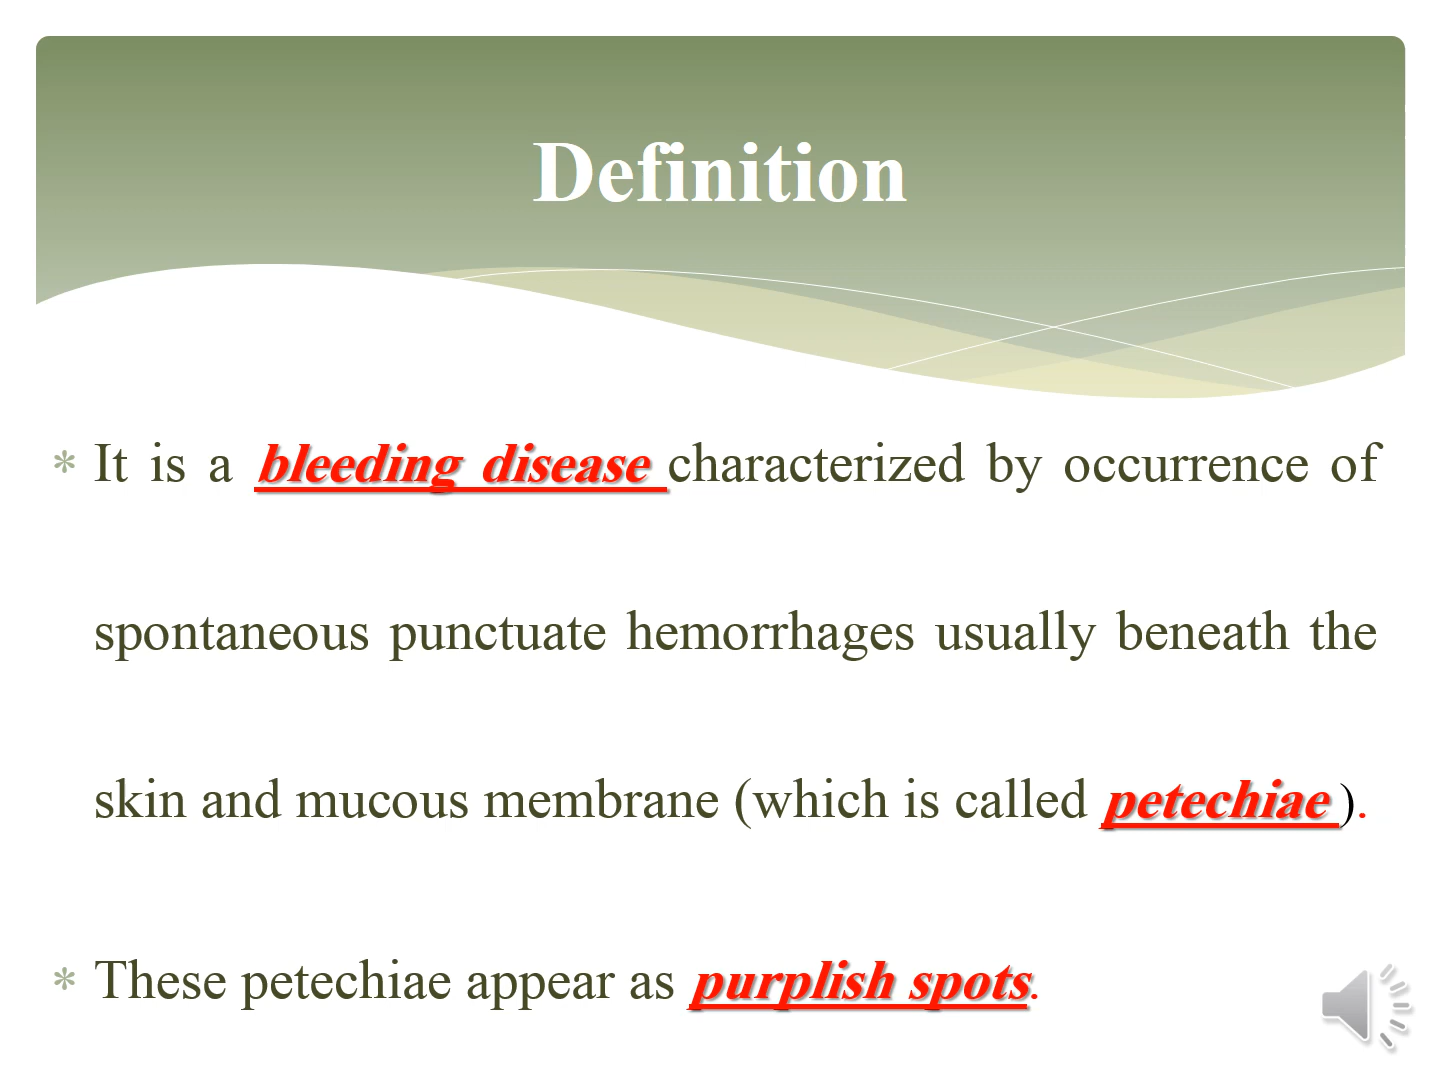 Definition
* It is a bleeding disease characterized by occurrence of
spontaneous punctuate hemorrhages usually beneath the
skin and mucous membrane (which is called petechiae ).
* These petechiae appear as purplish spots.